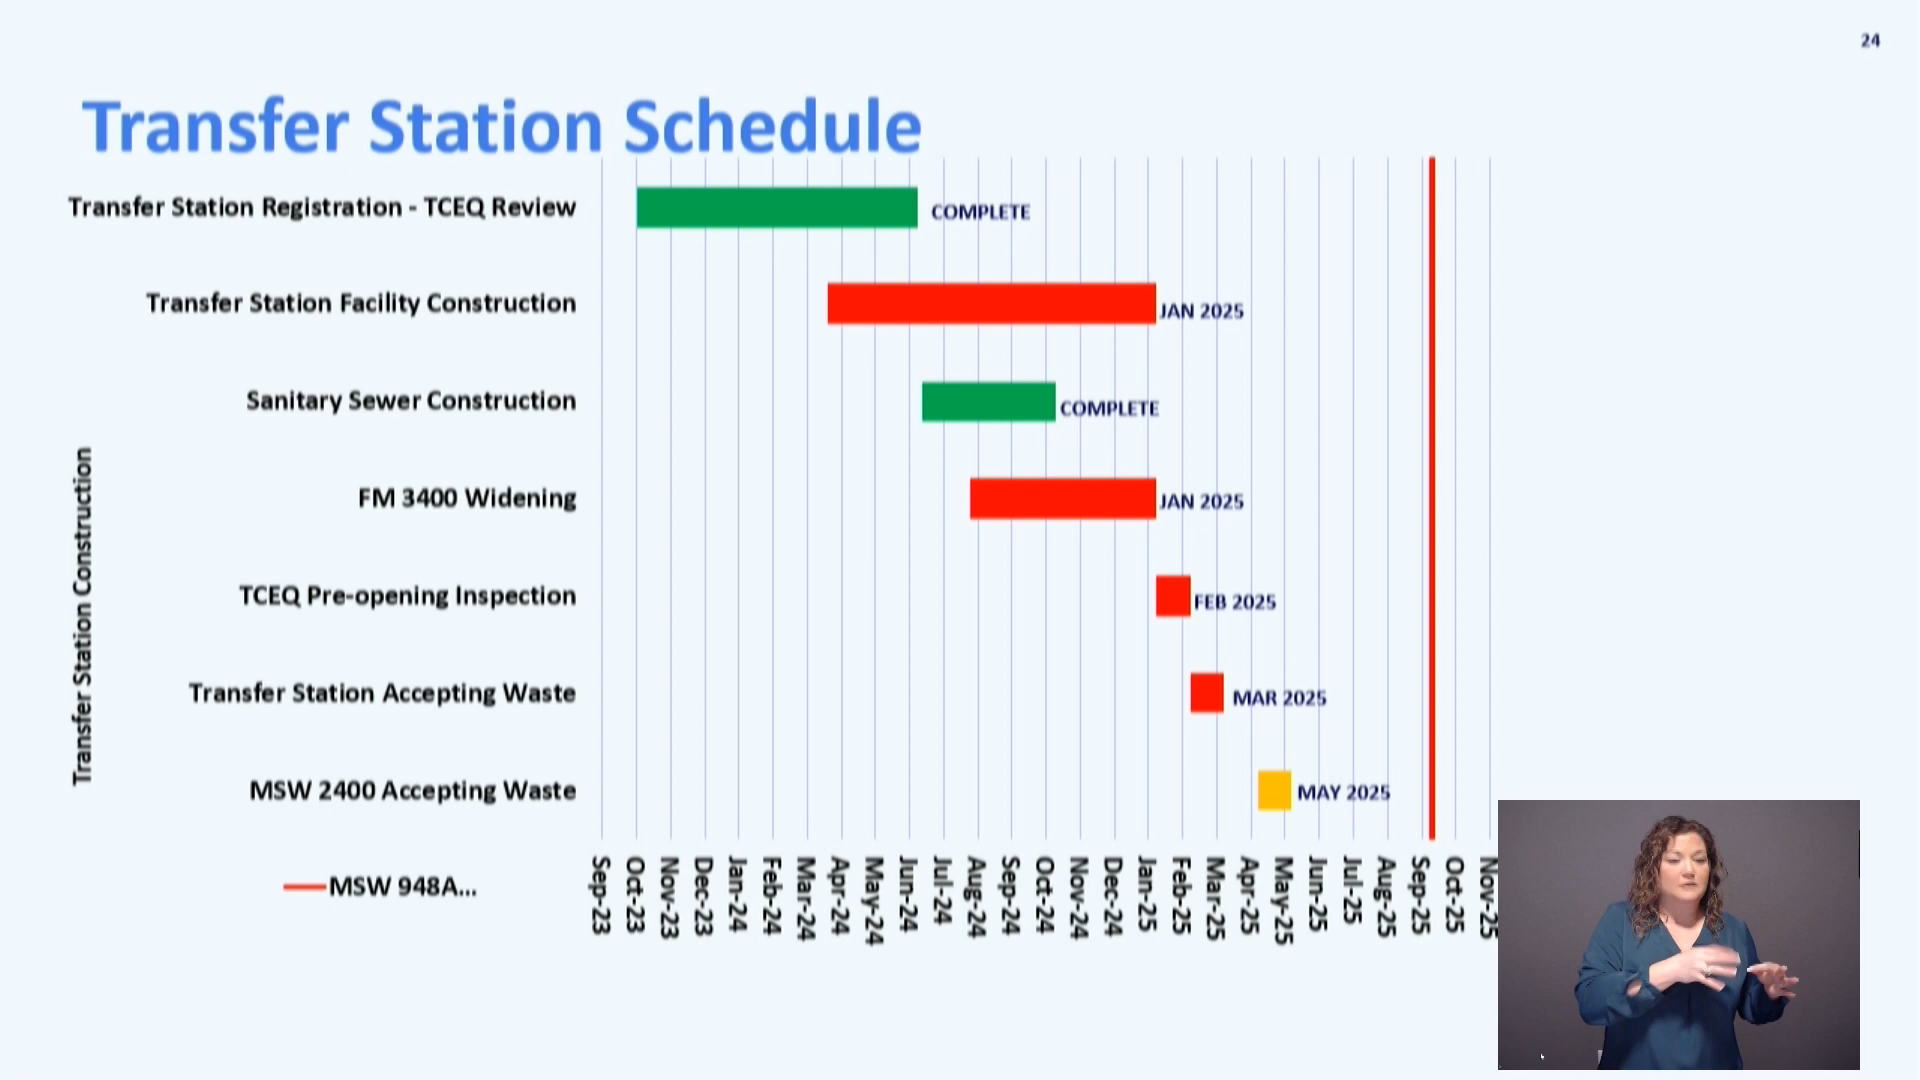 24
Transfer Station Schedule
Transfer Station Registration - TCEQ Review
COMPLETE
Transfer Station Facility Construction
JAN 2025
Sanitary Sewer Construction
COMPLETE
FM 3400 Widening
JAN 2025
TCEQ Pre-opening Inspection
FEB 2025
Transfer Station Accepting Waste
MAR 2025
MSW 2400 Accepting Waste
MAY 2025
Transfer Station Construction
Sep-23
Oct-23
Nov-23
Dec-23
Jan-24
Feb-24
Mar-24
Apr-24
May-24
Jun-24
Jul-24
Aug-24
Sep-24
Oct-24
Nov-24
Dec-24
Jan-25
Feb-25
Mar-25
Apr-25
May-25
Jun-25
Jul-25
Aug-25
Sep-25
Oct-25
Nov-25
MSW 948A...